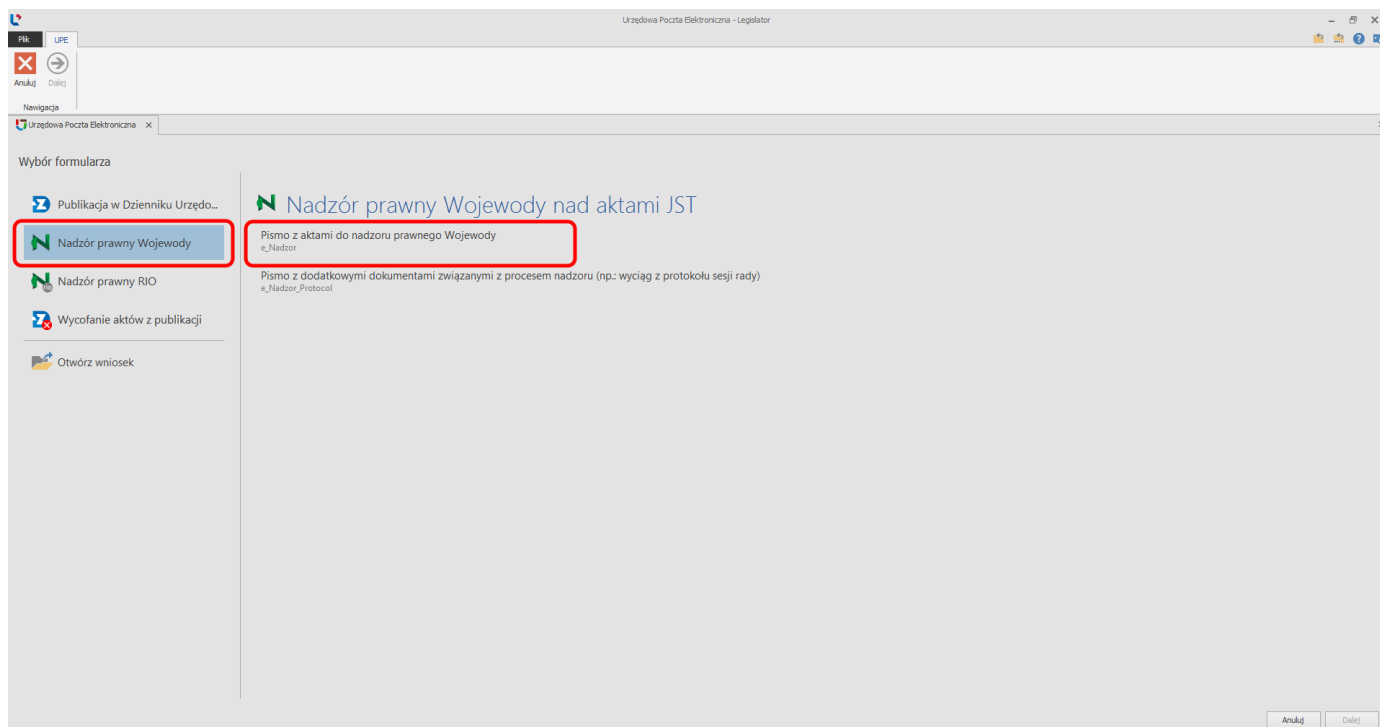 Urzędowa Poczta Elektroniczna - Legislator
Plik UPE
Anuluj Dalej
Nawigacja
Urzędowa Poczta Elektroniczna
Wybór formularza
Publikacja w Dzienniku Urzędo...
Nadzór prawny Wojewody
Nadzór prawny RIO
Wycofanie aktów z publikacji
Otwórz wniosek
Nadzór prawny Wojewody nad aktami JST
Pismo z aktami do nadzoru prawnego Wojewody
e_Nadzor
Pismo z dodatkowymi dokumentami związanymi z procesem nadzoru (np.: wyciąg z protokołu sesji rady)
e_Nadzor_Protocol
Anuluj Dalej